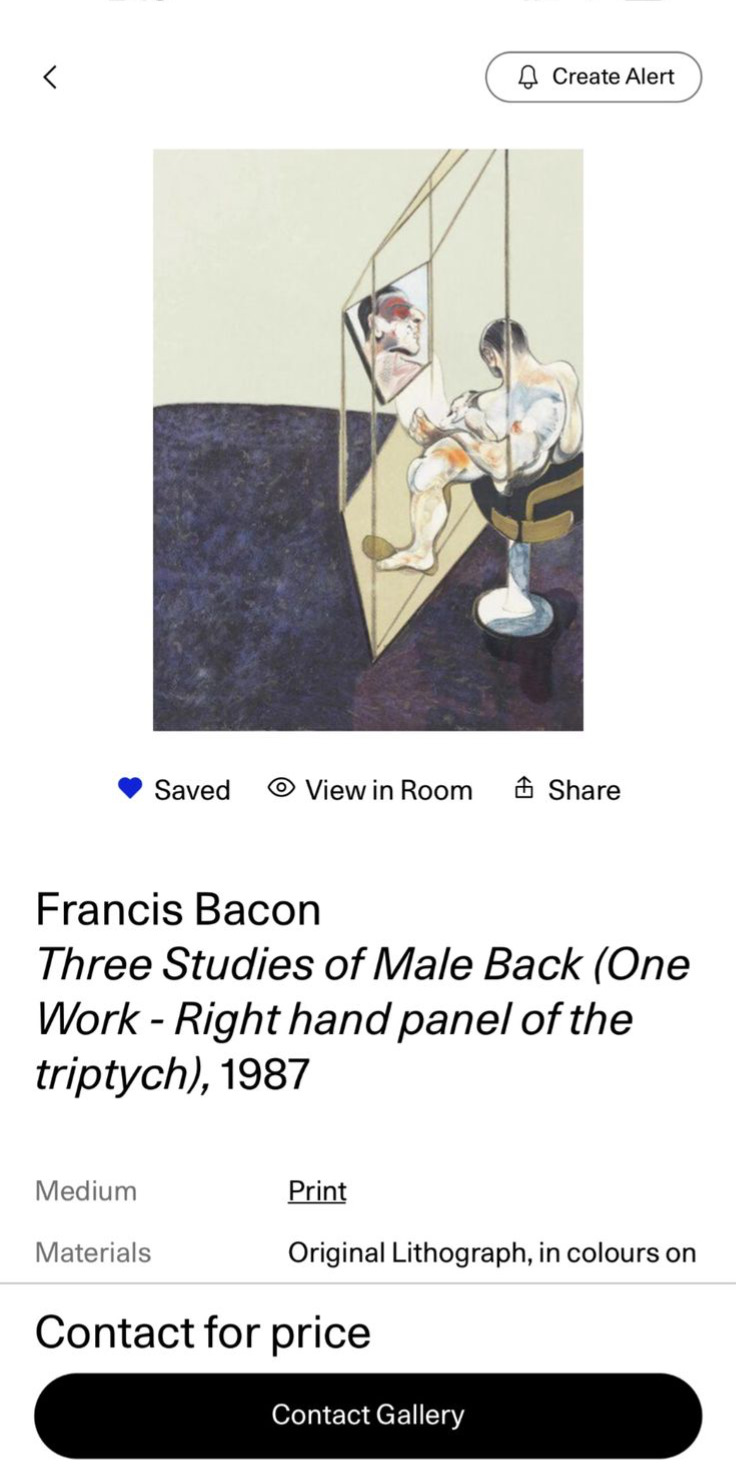 Create Alert
Saved
View in Room
Share
Francis Bacon
Three Studies of Male Back (One
Work - Right hand panel of the
triptych), 1987
Medium
Print
Materials
Original Lithograph, in colours on
Contact for price
Contact Gallery